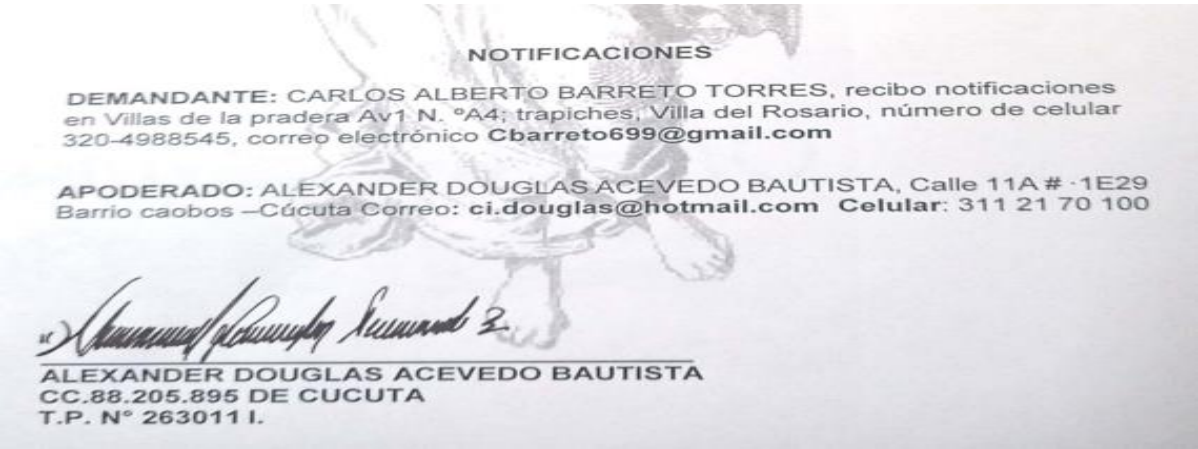 NOTIFICACIONES
DEMANDANTE: CARLOS ALBERTO BARRETO TORRES, recibo notificaciones
en Villas de la pradera Av1 N. ºA4; trapiches, Villa del Rosario, número de celular
320-4988545, correo electrónico Cbarreto699@gmail.com
APODERADO: ALEXANDER DOUGLAS ACEVEDO BAUTISTA, Calle 11A # -1E29
Barrio caobos –Cúcuta Correo: ci.douglas@hotmail.com Celular: 311 21 70 100
ALEXANDER DOUGLAS ACEVEDO BAUTISTA
CC.88.205.895 DE CUCUTA
T.P. N° 263011 I.